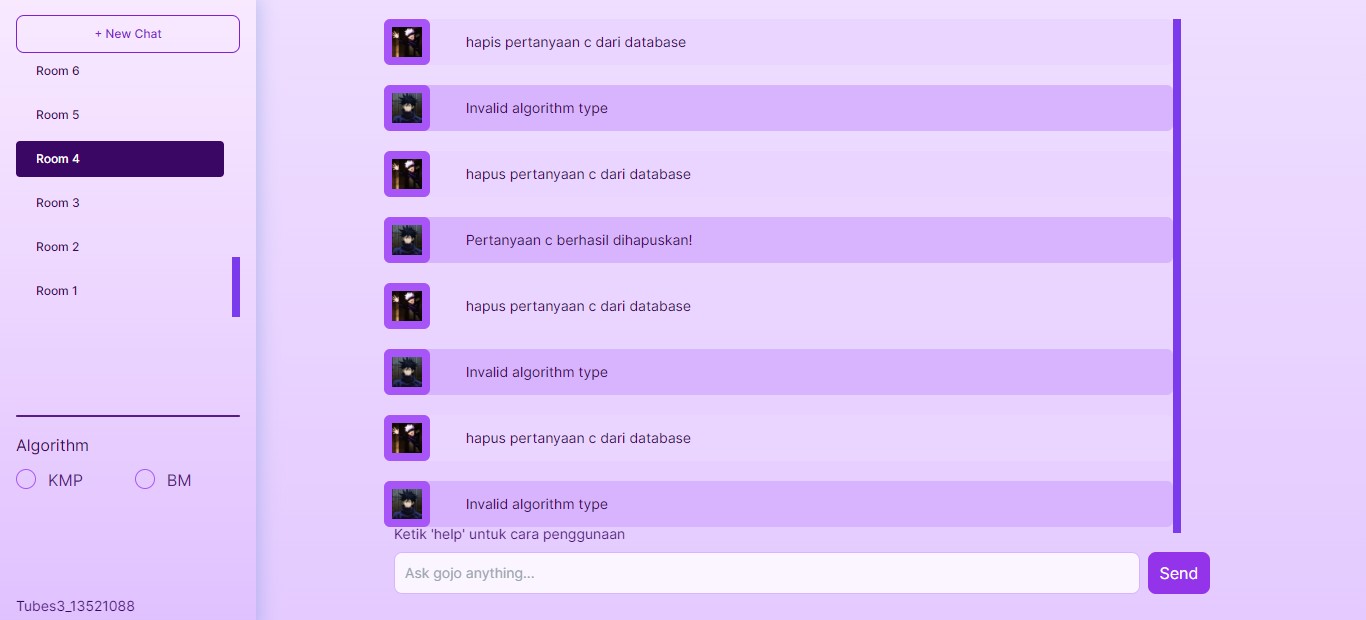 + New Chat
Room 6
Room 5
Room 4
Room 3
Room 2
Room 1
Algorithm
KMP
BM
Tubes3_13521088
hapis pertanyaan c dari database
Invalid algorithm type
hapus pertanyaan c dari database
Pertanyaan c berhasil dihapuskan!
hapus pertanyaan c dari database
Invalid algorithm type
hapus pertanyaan c dari database
Invalid algorithm type
Ketik 'help' untuk cara penggunaan
Ask gojo anything...
Send